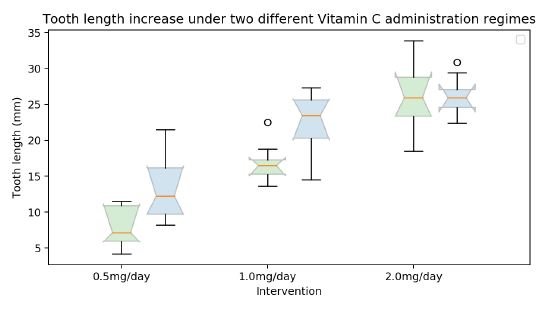 Tooth length increase under two different Vitamin C administration regimes
35
30
25
20
15
10
5
Tooth length (mm)
0.5mg/day 1.0mg/day 2.0mg/day
Intervention